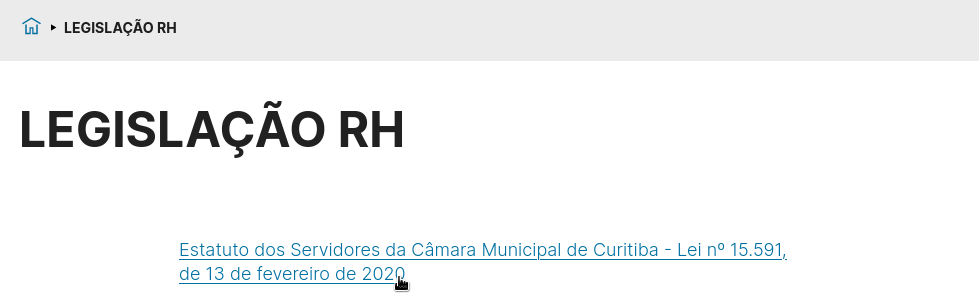 LEGISLAÇÃO RH
LEGISLAÇÃO RH
Estatuto dos Servidores da Câmara Municipal de Curitiba - Lei nº 15.591,
de 13 de fevereiro de 2020